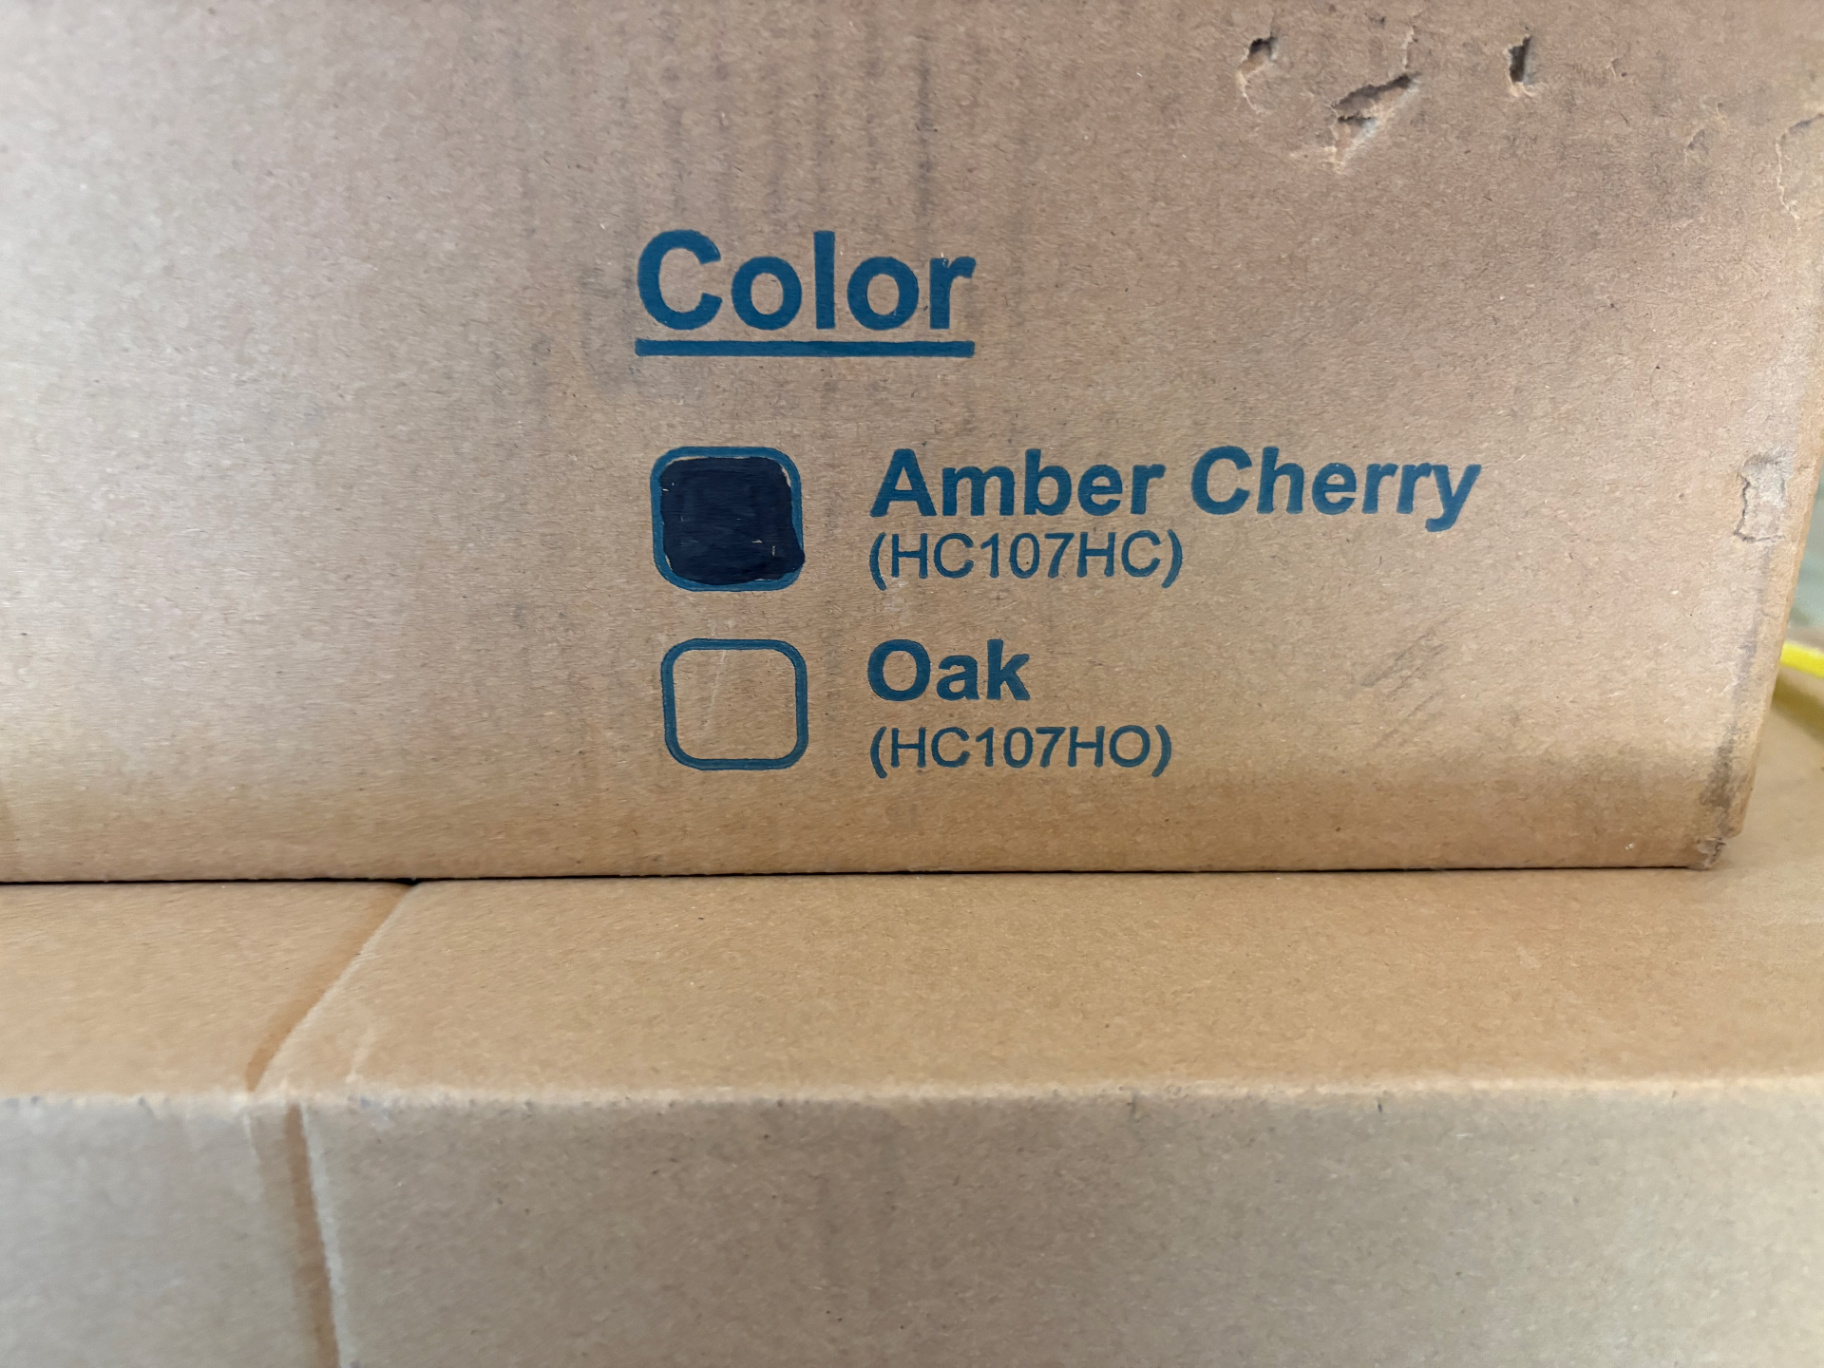 Color
Amber Cherry
(HC107HC)
Oak
(HC107HO)